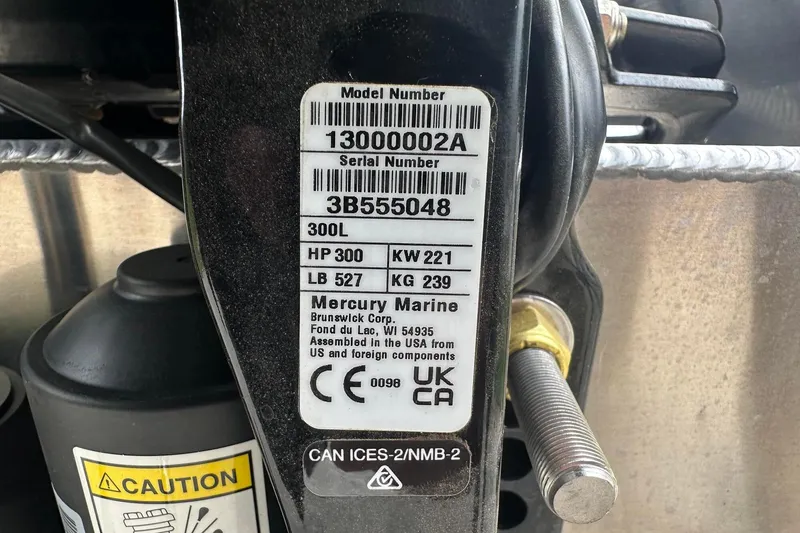 Model Number
13000002A
Serial Number
3B555048
300L
HP 300 KW 221
LB 527 KG 239
Mercury Marine
Brunswick Corp.
Fond du Lac, WI 54935
Assembled in the USA from
US and foreign components
CE 0098 UK
CA
CAN ICES-2/NMB-2
CAUTION